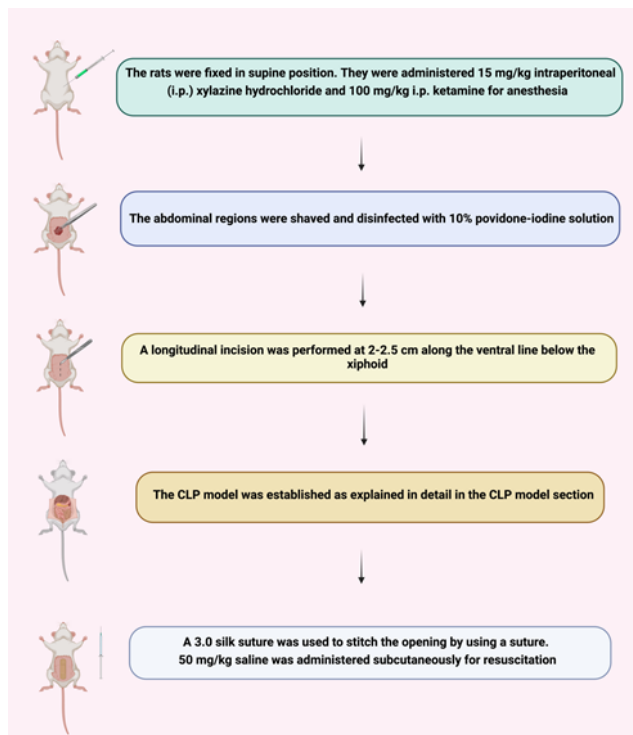 The rats were fixed in supine position. They were administered 15 mg/kg intraperitoneal
(i.p.) xylazine hydrochloride and 100 mg/kg i.p. ketamine for anesthesia
The abdominal regions were shaved and disinfected with 10% povidone-iodine solution
A longitudinal incision was performed at 2-2.5 cm along the ventral line below the
xiphoid
The CLP model was established as explained in detail in the CLP model section
A 3.0 silk suture was used to stitch the opening by using a suture.
50 mg/kg saline was administered subcutaneously for resuscitation